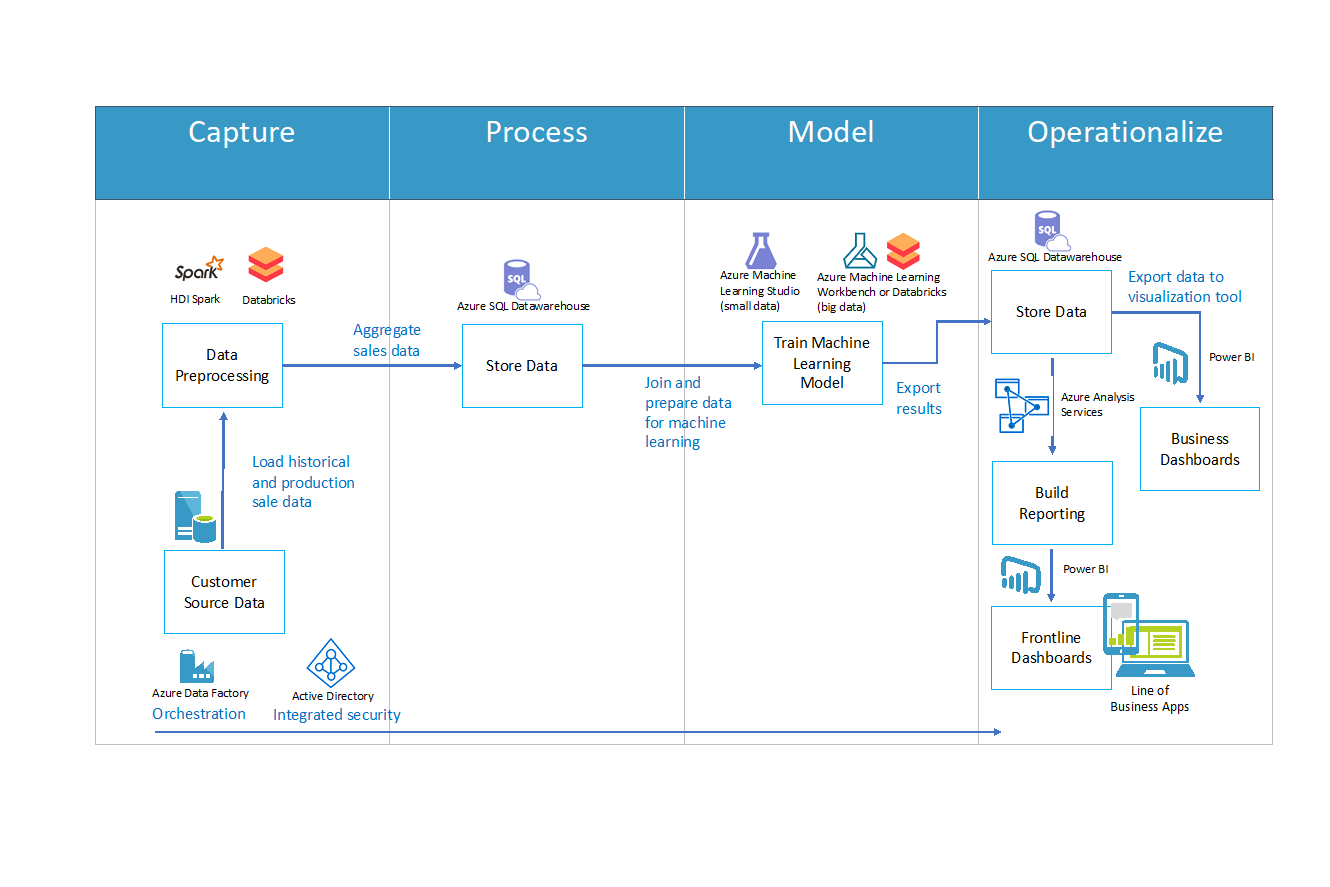 Capture
Process
Model
Operationalize
Spark
HDI Spark
Databricks
Data
Preprocessing
Aggregate
sales data
Load historical
and production
sale data
Customer
Source Data
Azure Data Factory
Orchestration
Active Directory
Integrated security
SQL
Azure SQL Datawarehouse
Store Data
Join and
prepare data
for machine
learning
Azure Machine
Learning Studio
(small data)
Azure Machine Learning
Workbench or Databricks
(big data)
Train Machine
Learning
Model
Export
results
SQL
Azure SQL Datawarehouse
Store Data
Export data to
visualization tool
Power BI
Business
Dashboards
Azure Analysis
Services
Build
Reporting
Power BI
Frontline
Dashboards
Line of
Business Apps